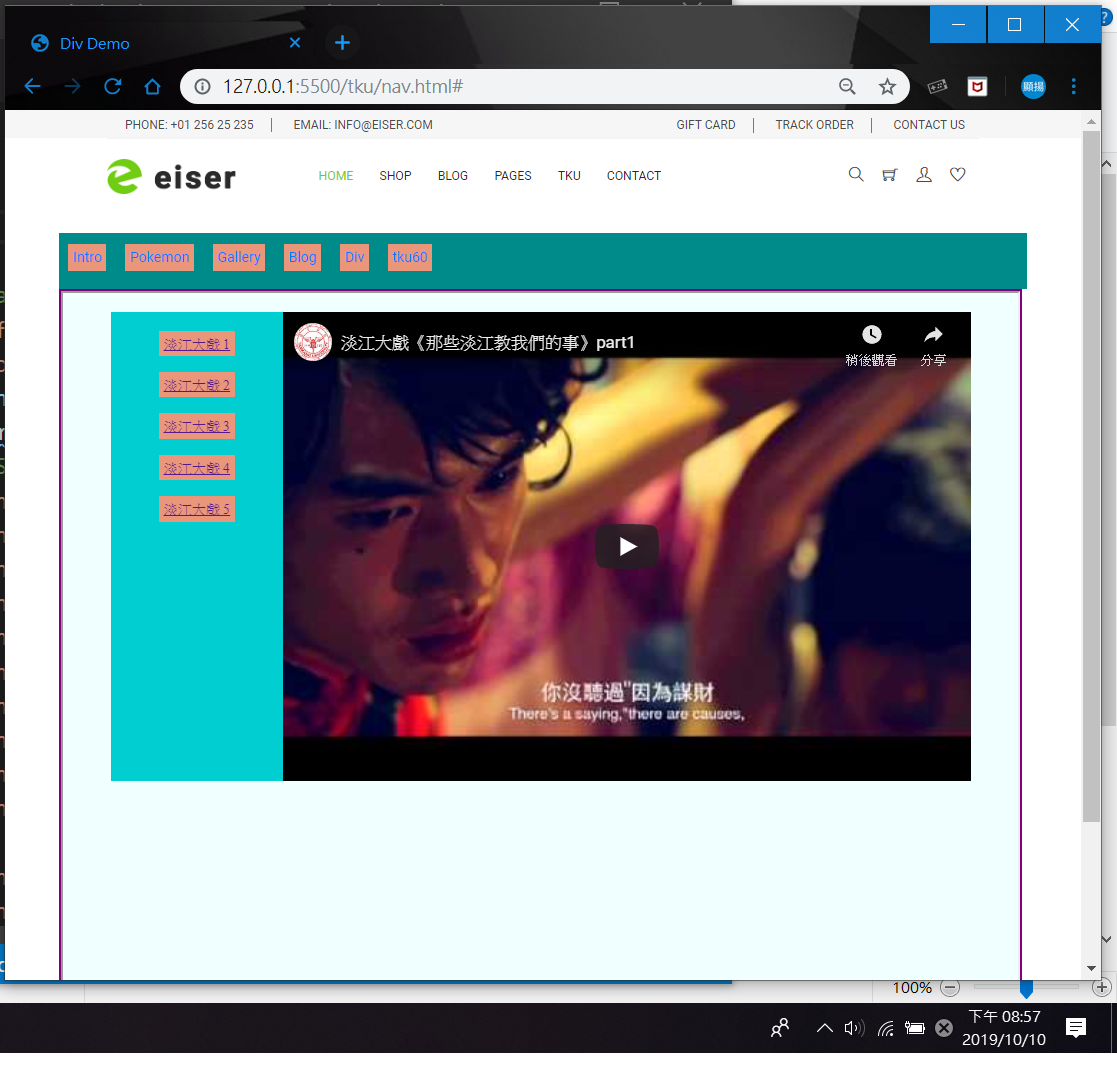 Div Demo
127.0.0.1:5500/tku/nav.html#
顯揚
PHONE: +01 256 25 235
EMAIL: INFO@EISER.COM
GIFT CARD
TRACK ORDER
CONTACT US
eiser
HOME
SHOP
BLOG
PAGES
TKU
CONTACT
Intro
Pokemon
Gallery
Blog
Div
tku60
淡江大戲 1
淡江大戲 2
淡江大戲 3
淡江大戲 4
淡江大戲 5
淡江大戲《那些淡江教我們的事》part1
稍後觀看
分享
你沒聽過"因為謀財
There's a saying,"there are causes,
100%
下午 08:57
2019/10/10